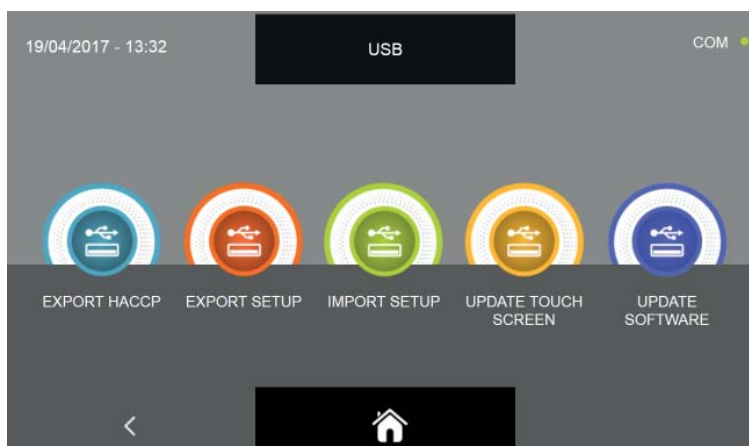 19/04/2017 - 13:32
USB
COM
EXPORT HACCP
EXPORT SETUP
IMPORT SETUP
UPDATE TOUCH
SCREEN
UPDATE
SOFTWARE